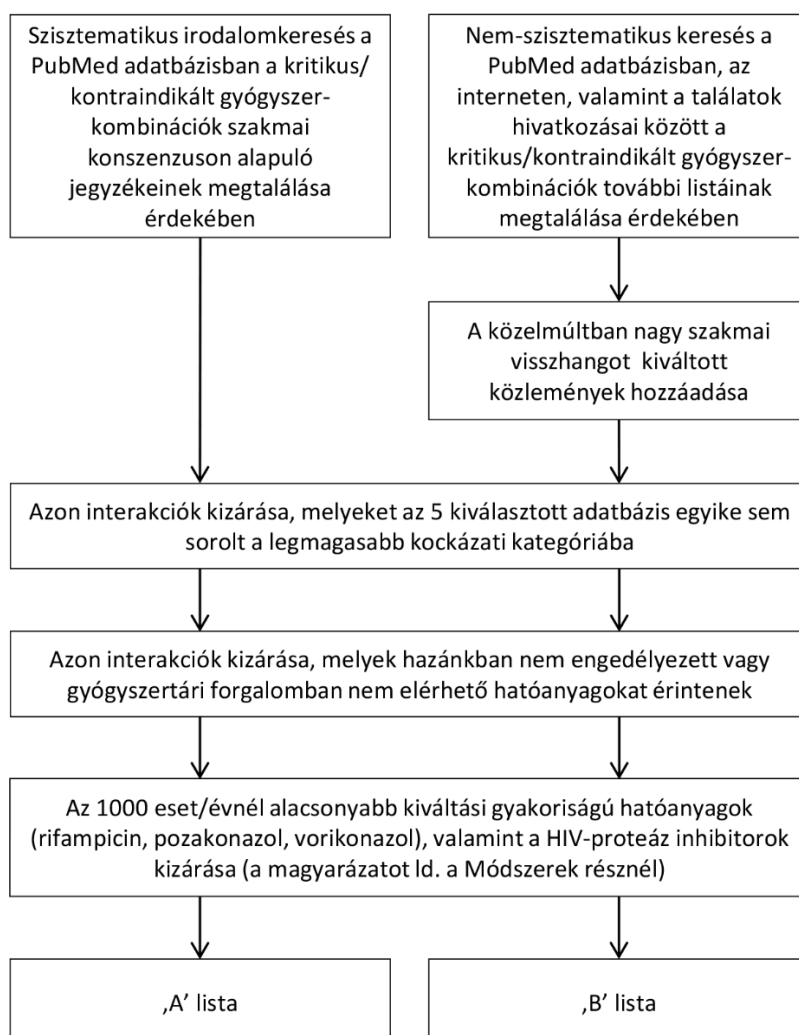 Szisztematikus irodalomkeresés a
PubMed adatbázisban a kritikus/
kontraindikált gyógyszer-
kombinációk szakmai
konszenzuson alapuló
jegyzékeinek megtalálása
érdekében
Nem-szisztematikus keresés a
PubMed adatbázisban, az
interneten, valamint a találatok
hivatkozásai között a
kritikus/kontraindikált gyógyszer-
kombinációk további listáinak
megtalálása érdekében
A közelmúltban nagy szakmai
visszhangot kiváltott
közlemények hozzáadása
Azon interakciók kizárása, melyeket az 5 kiválasztott adatbázis egyike sem
sorolt a legmagasabb kockázati kategóriába
Azon interakciók kizárása, melyek hazánkban nem engedélyezett vagy
gyógyszertári forgalomban nem elérhető hatóanyagokat érintenek
Az 1000 eset/évnél alacsonyabb kiváltási gyakoriságú hatóanyagok
(rifampicin, pozakonazol, vorikonazol), valamint a HIV-proteáz inhibitorok
kizárása (a magyarázatot ld. a Módszerek résznél)
‚A’ lista
‚B’ lista